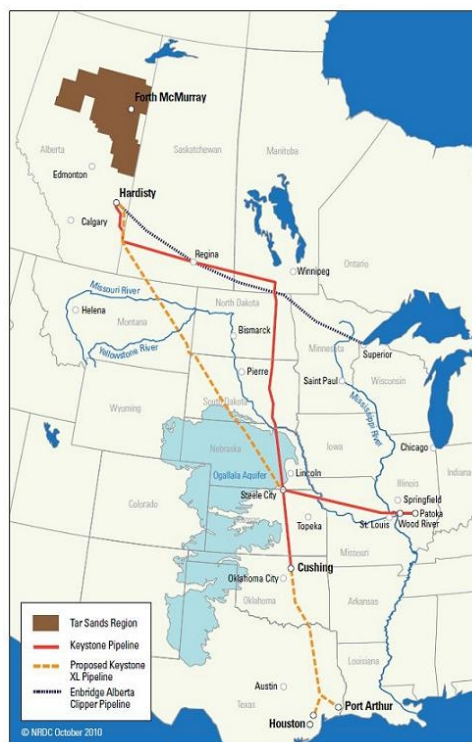 Forth McMurray
Alberta
Saskatchewan
Manitoba
Edmonton
Hardisty
Calgary
Regina
Winnipeg
Ontario
Missouri River
North Dakota
Helena
Montana
Bismarck
Minnesota
Superior
Yellowstone River
Pierre
Saint Paul
Wisconsin
Mississippi River
Wyoming
South Dakota
Nebraska
Iowa
Chicago
Ogallala Aquifer
Lincoln
Illinois
Indiana
Steele City
Springfield
Patoka
Colorado
Topeka
St. Louis
Wood River
Missouri
Cushing
Oklahoma City
Oklahoma
Arkansas
Tar Sands Region
Keystone Pipeline
Proposed Keystone
XL Pipeline
Enbridge Alberta
Clipper Pipeline
Louisiana
Austin
Texas
Port Arthur
Houston
© NRDC October 2010